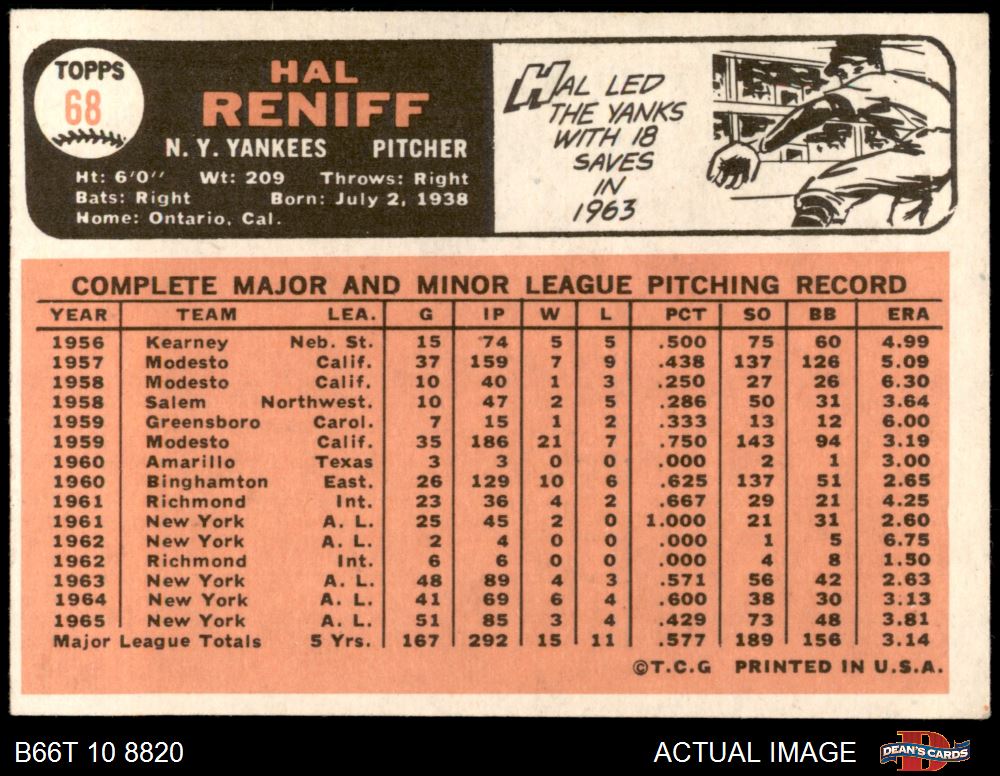 TOPPS
68
HAL
RENIFF
N. Y. YANKEES PITCHER
Ht: 6'0" Wt: 209 Throws: Right
Bats: Right Born: July 2, 1938
Home: Ontario, Cal.
HAL LED
THE YANKS
WITH 18
SAVES
IN
1963
COMPLETE MAJOR AND MINOR LEAGUE PITCHING RECORD
YEAR TEAM LEA. G IP W L PCT SO BB ERA
1956 Kearney Neb. St. 15 74 5 5 .500 75 60 4.99
1957 Modesto Calif. 37 159 7 9 .438 137 126 5.09
1958 Modesto Calif. 10 40 1 3 .250 27 26 6.30
1958 Salem Northwest. 10 47 2 5 .286 50 31 3.64
1959 Greensboro Carol. 7 15 1 2 .333 13 12 6.00
1959 Modesto Calif. 35 186 21 7 .750 143 94 3.19
1960 Amarillo Texas 3 3 0 0 .000 2 1 3.00
1960 Binghamton East. 26 129 10 6 .625 137 51 2.65
1961 Richmond Int. 23 36 4 2 .667 29 21 4.25
1961 New York A. L. 25 45 2 0 1.000 21 31 2.60
1962 New York A. L. 2 4 0 0 .000 1 5 6.75
1962 Richmond Int. 6 6 0 0 .000 4 8 1.50
1963 New York A. L. 48 89 4 3 .571 56 42 2.63
1964 New York A. L. 41 69 6 4 .600 38 30 3.13
1965 New York A. L. 51 85 3 4 .429 73 48 3.81
Major League Totals 5 Yrs. 167 292 15 11 .577 189 156 3.14
©T.C.G PRINTED IN U.S.A.
B66T 10 8820 ACTUAL IMAGE DEAN'S CARDS